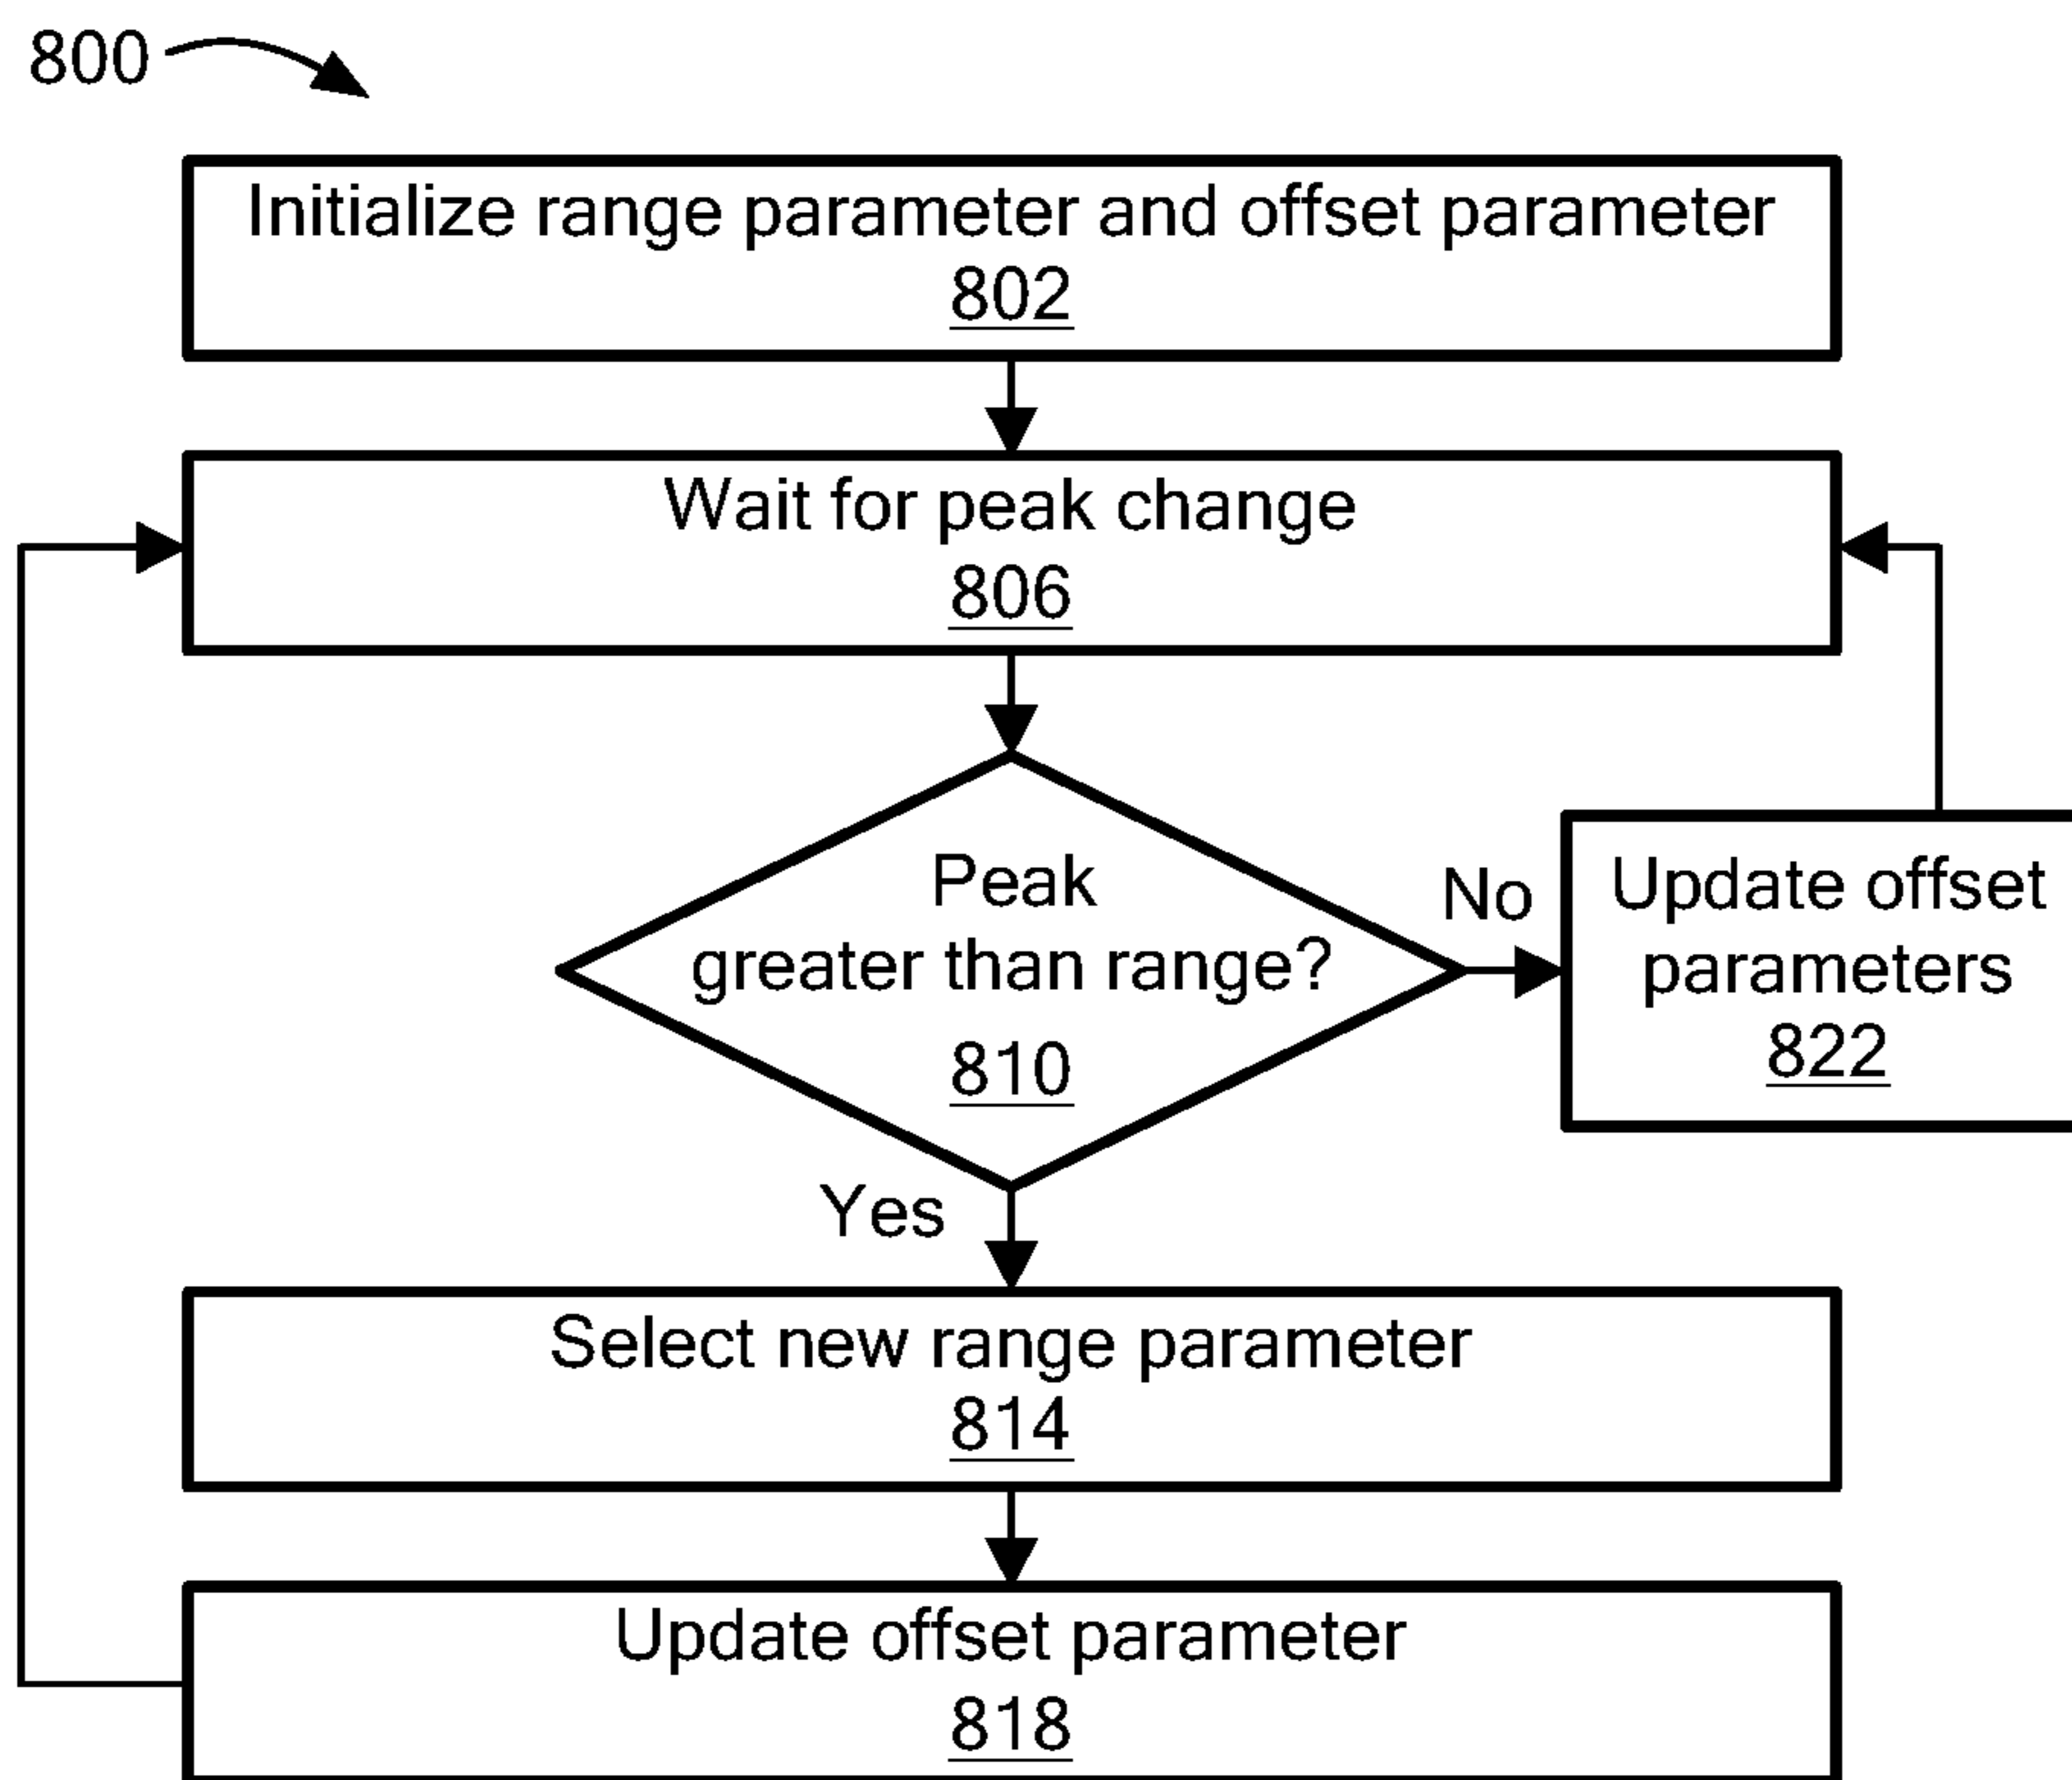 800
Initialize range parameter and offset parameter
802
Wait for peak change
806
Peak
greater than range?
810
No
Update offset
parameters
822
Yes
Select new range parameter
814
Update offset parameter
818